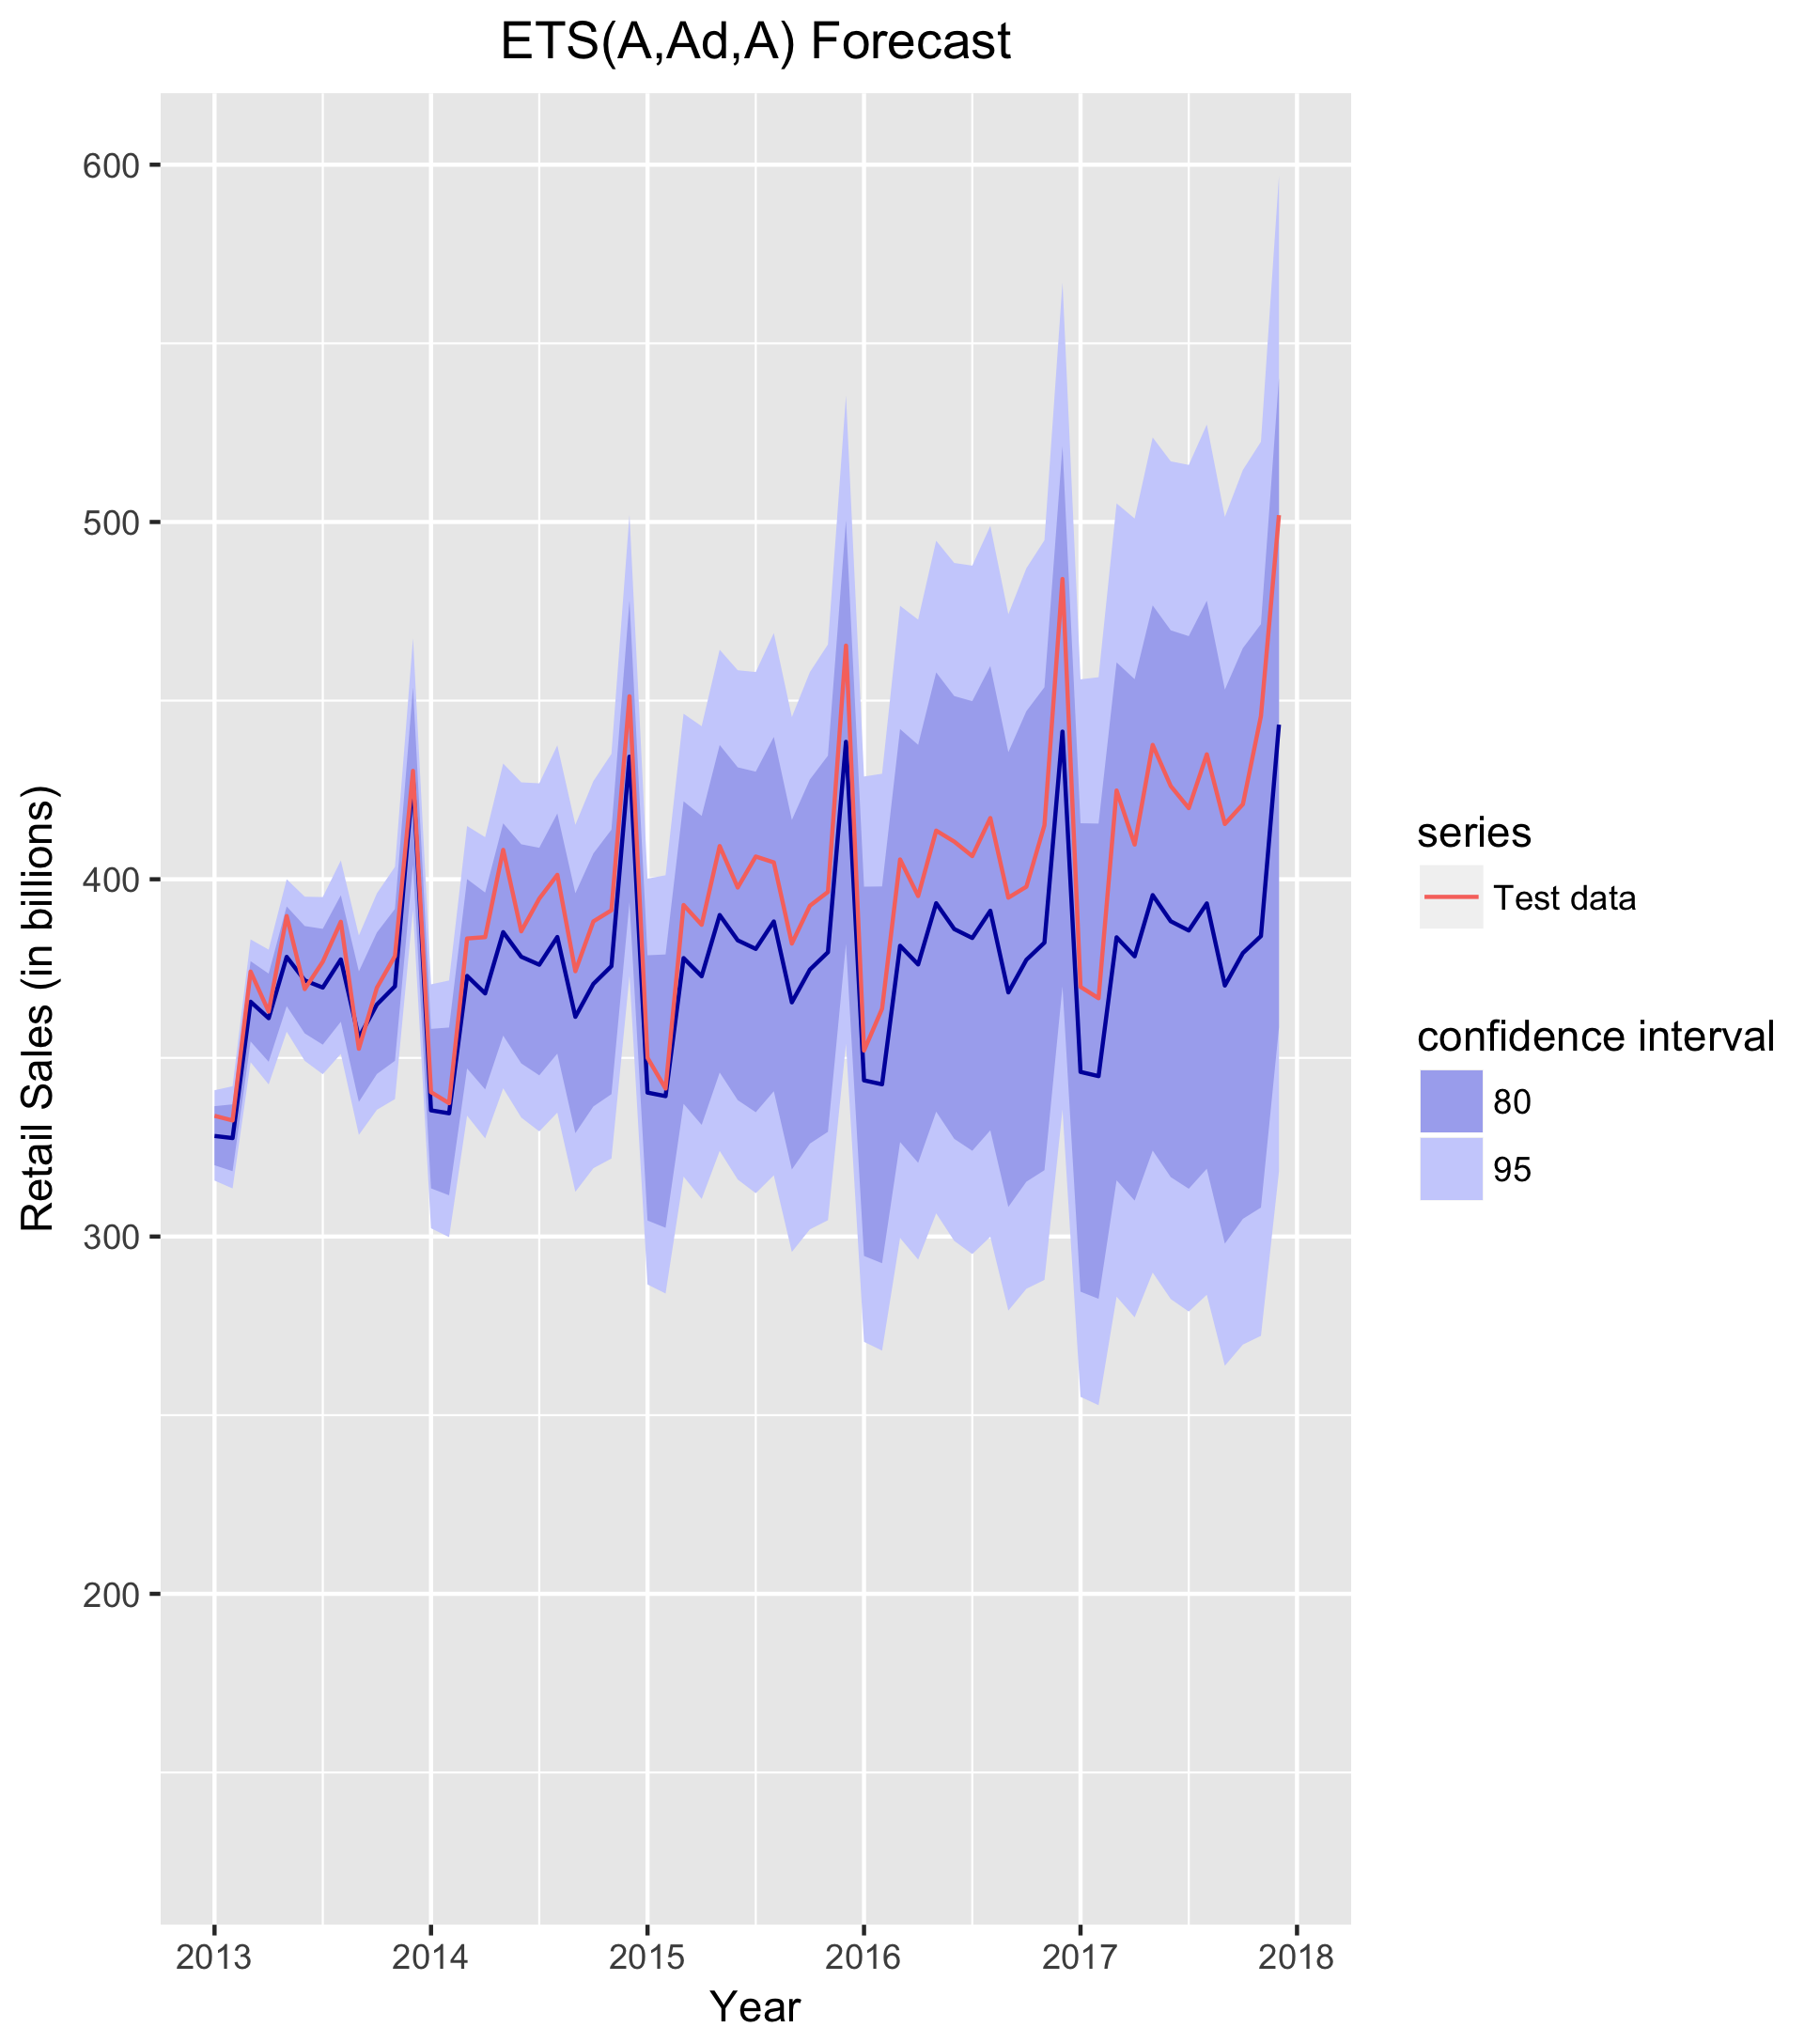 ETS(A,Ad,A) Forecast
600
500
400
300
200
Retail Sales (in billions)
2013
2014
2015
2016
2017
2018
Year
series
Test data
confidence interval
80
95